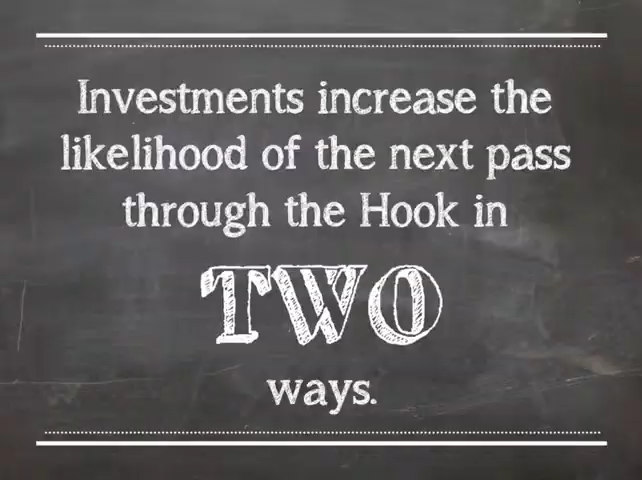 Investments increase the
likelihood of the next pass
through the Hook in
TWO
ways.